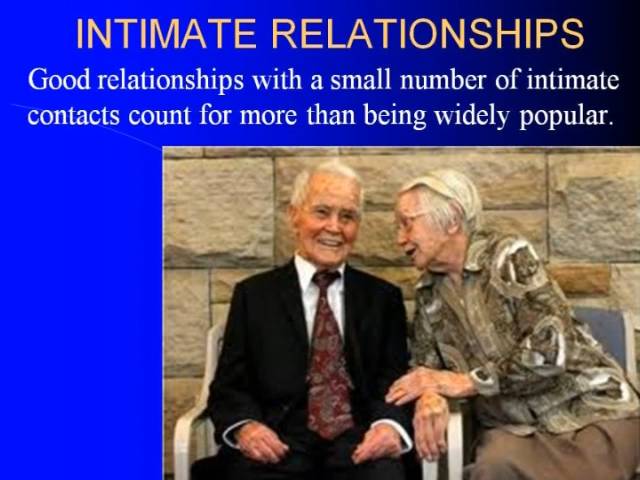 INTIMATE RELATIONSHIPS
Good relationships with a small number of intimate
contacts count for more than being widely popular.